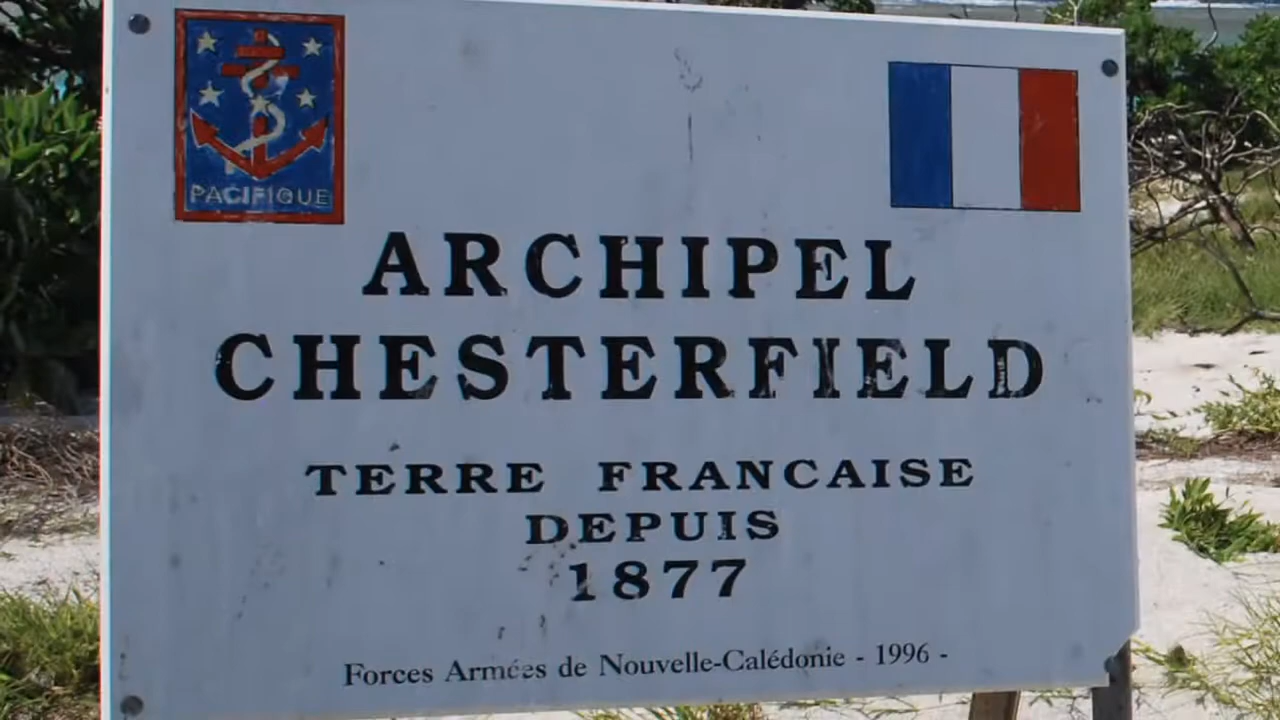 PACIFIQUE
ARCHIPEL
CHESTERFIELD
TERRE FRANCAISE
DEPUIS
1877
Forces Armées de Nouvelle-Calédonie - 1996 -